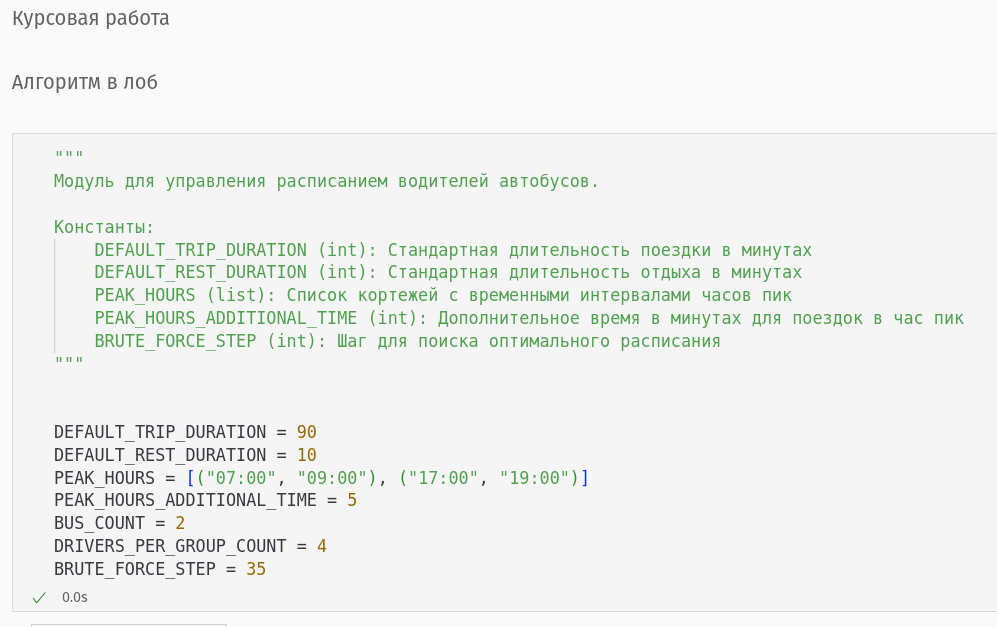 Курсовая работа
Алгоритм в лоб
"""
Модуль для управления расписанием водителей автобусов.
Константы:
DEFAULT_TRIP_DURATION (int): Стандартная длительность поездки в минутах
DEFAULT_REST_DURATION (int): Стандартная длительность отдыха в минутах
PEAK_HOURS (list): Список кортежей с временными интервалами часов пик
PEAK_HOURS_ADDITIONAL_TIME (int): Дополнительное время в минутах для поездок в час пик
BRUTE_FORCE_STEP (int): Шаг для поиска оптимального расписания
"""
DEFAULT_TRIP_DURATION = 90
DEFAULT_REST_DURATION = 10
PEAK_HOURS = [("07:00", "09:00"), ("17:00", "19:00")]
PEAK_HOURS_ADDITIONAL_TIME = 5
BUS_COUNT = 2
DRIVERS_PER_GROUP_COUNT = 4
BRUTE_FORCE_STEP = 35
0.0s